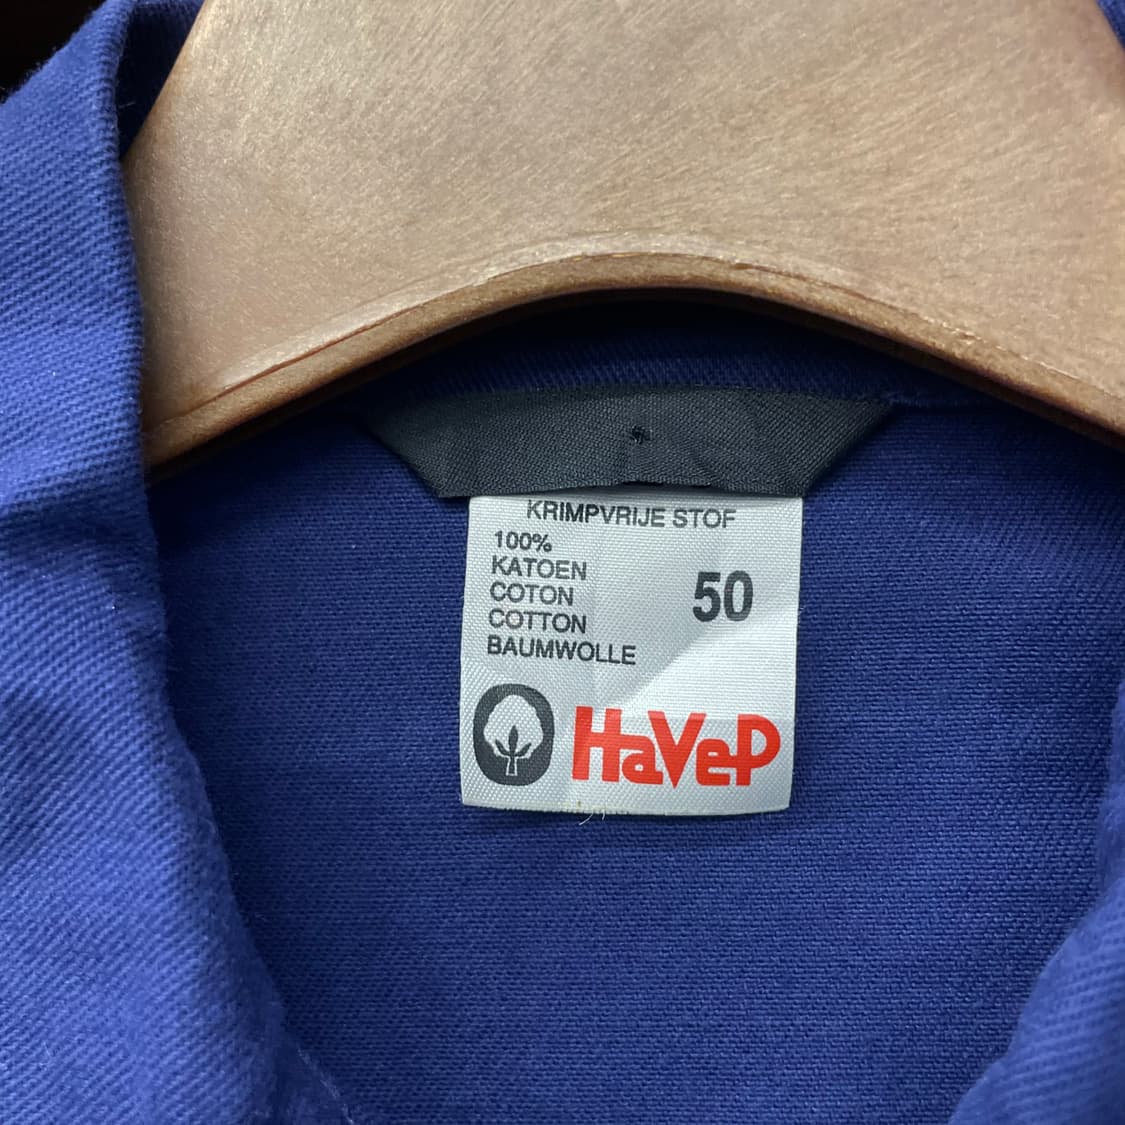 KRIMPVRIJE STOF
100%
KATOEN
COTON
COTTON
BAUMWOLLE
50
HaVeP